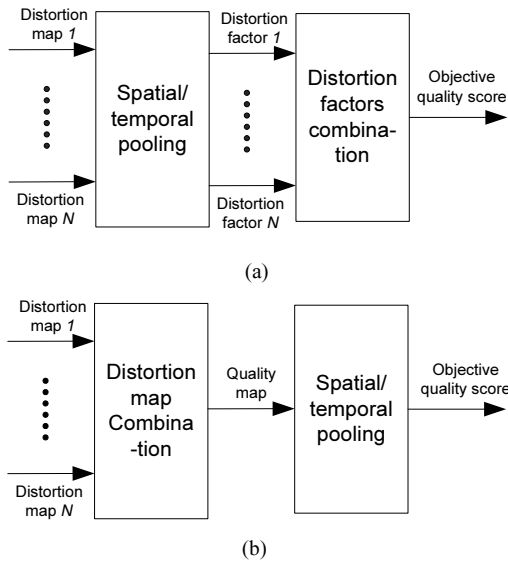 Distortion
map 1
Distortion
map N
Spatial/
temporal
pooling
Distortion
factor 1
Distortion
factor N
Distortion
factors
combina-
tion
Objective
quality score
(a)
Distortion
map 1
Distortion
map N
Distortion
map
Combina
-tion
Quality
map
Spatial/
temporal
pooling
Objective
quality score
(b)